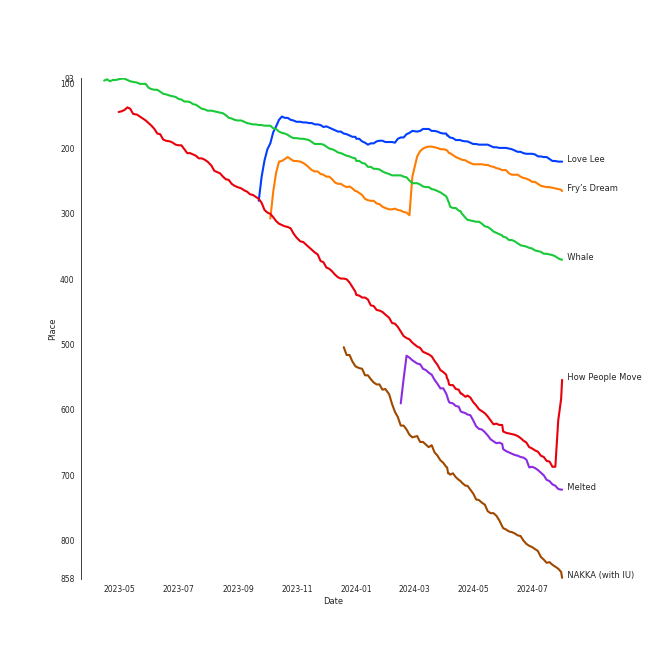 93
100
200
300
400
500
600
700
800
858
Place
Love Lee
Fry's Dream
Whale
How People Move
Melted
NAKKA (with IU)
2023-05
2023-07
2023-09
2023-11
2024-01
2024-03
2024-05
2024-07
Date